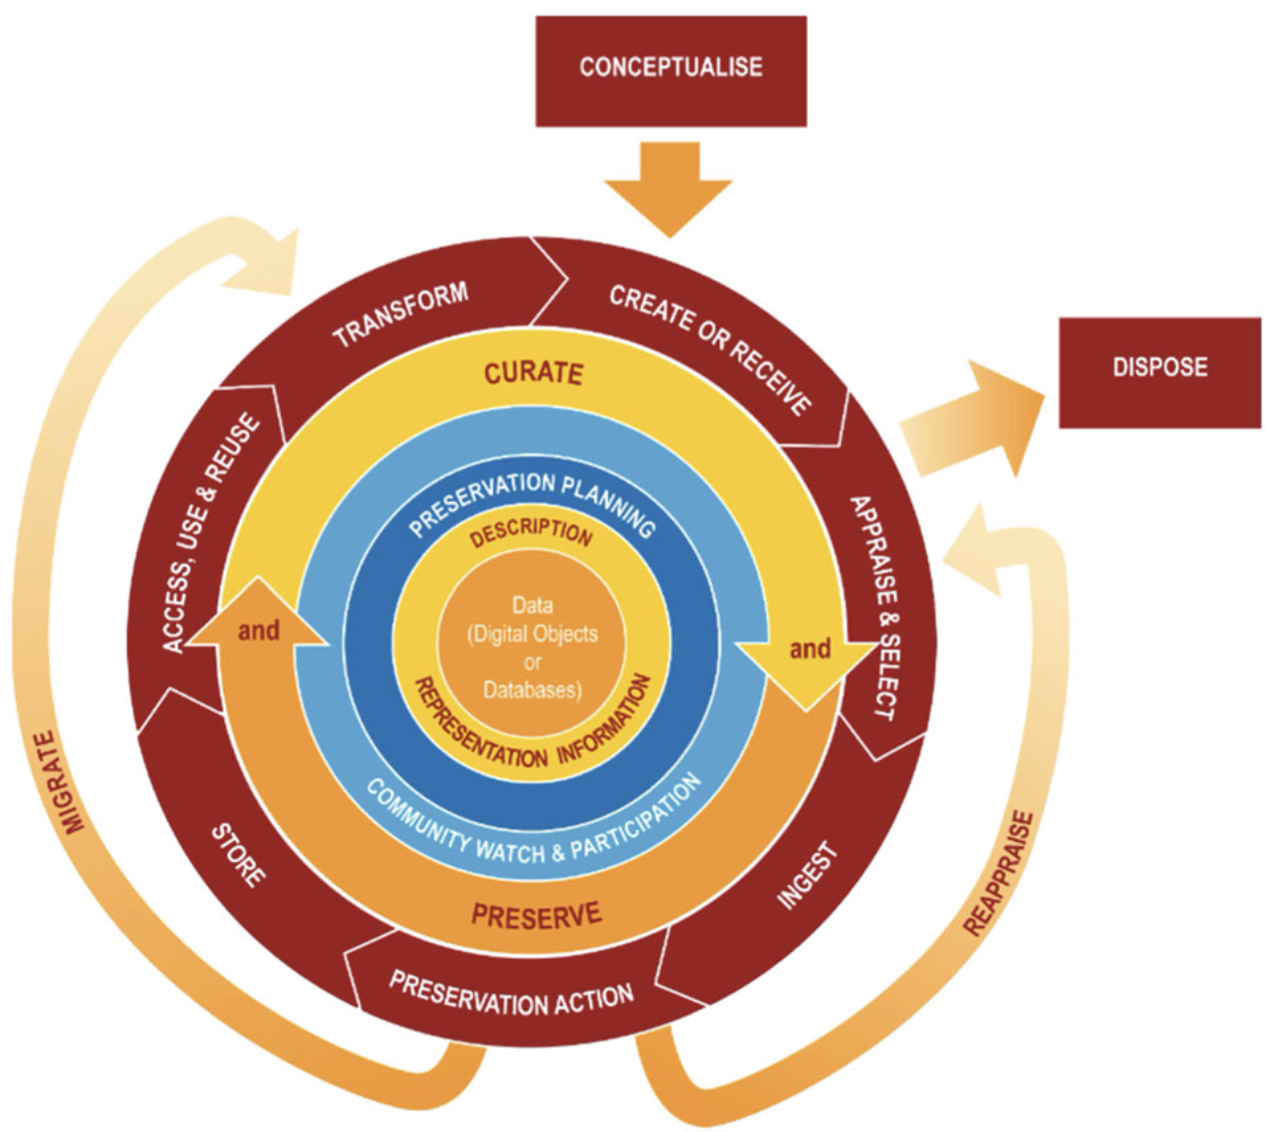 CONCEPTUALISE
DISPOSE
TRANSFORM
CREATE OR RECEIVE
APPRAISE & SELECT
INGEST
PRESERVATION ACTION
STORE
ACCESS, USE & REUSE
MIGRATE
REAPPRAISE
CURATE
and
PRESERVE
and
COMMUNITY WATCH & PARTICIPATION
PRESERVATION PLANNING
DESCRIPTION
REPRESENTATION INFORMATION
Data
(Digital Objects
or
Databases)